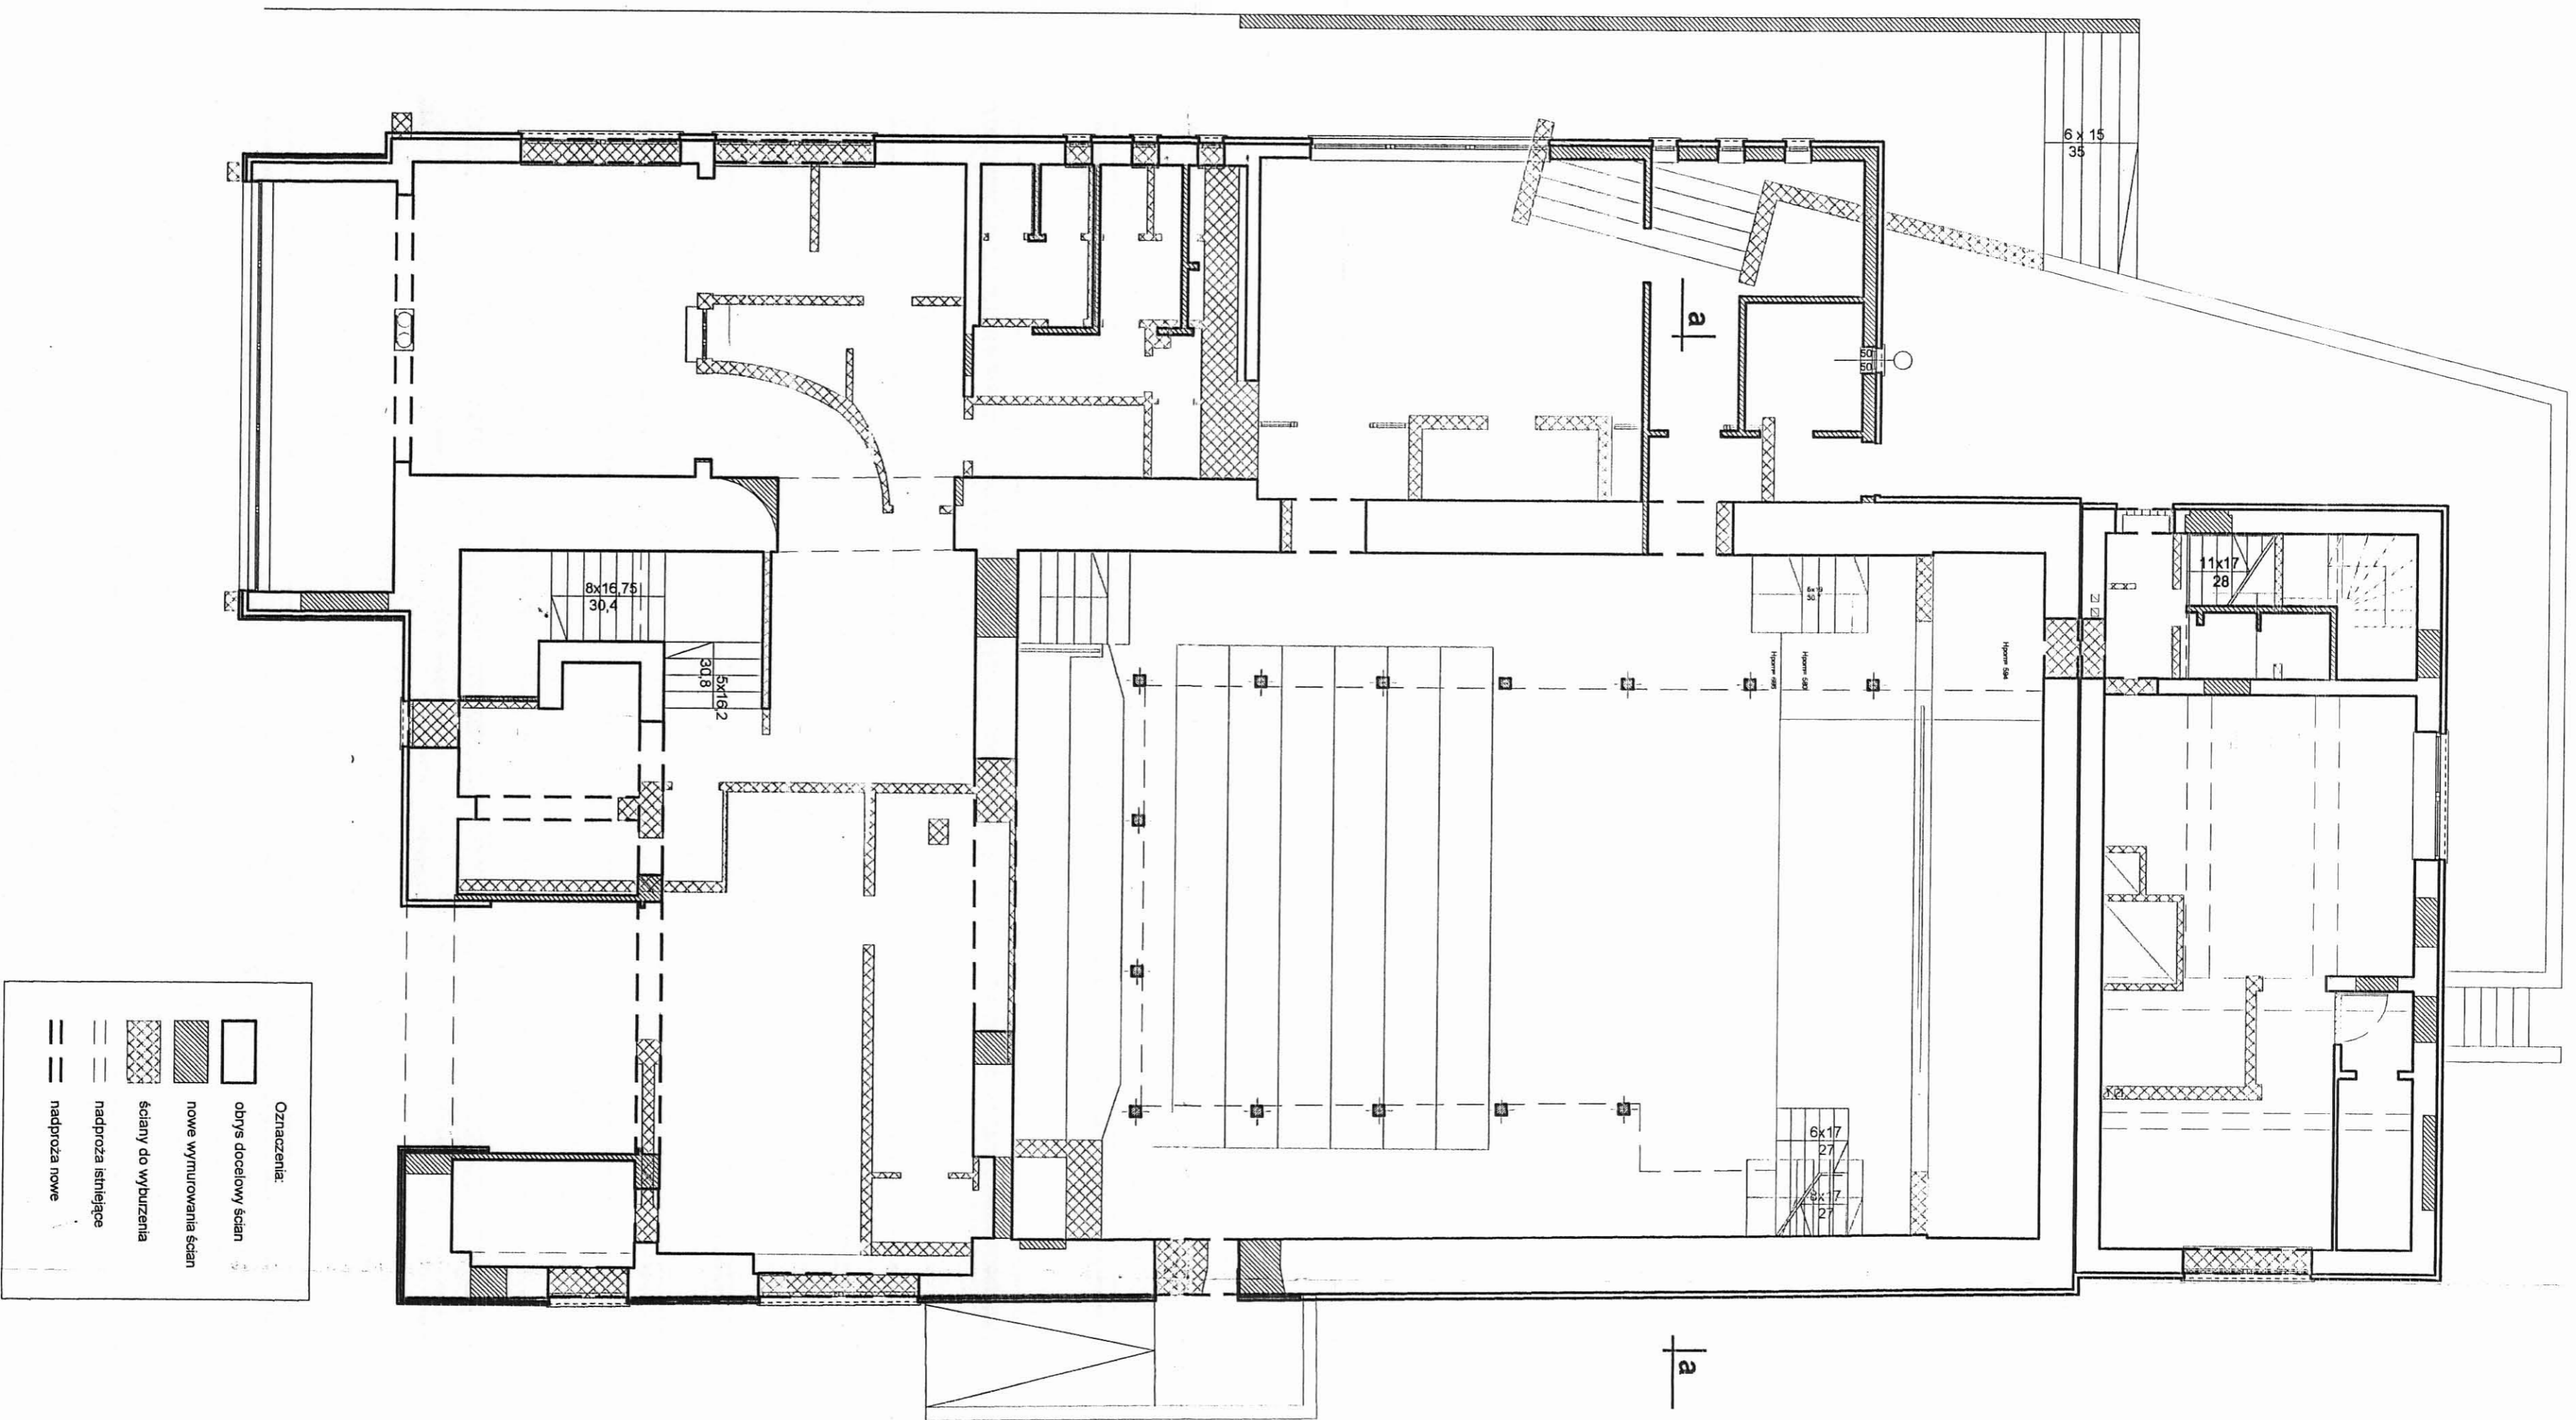 6 x 15
35
a
50
50
11x17
28
8x16,75
30,4
5x16,2
30,8
6x17
27
27
a
Oznaczenia:
obrys docelowy ścian
nowe wymurowania ścian
ściany do wyburzenia
nadproża istniejące
nadproża nowe